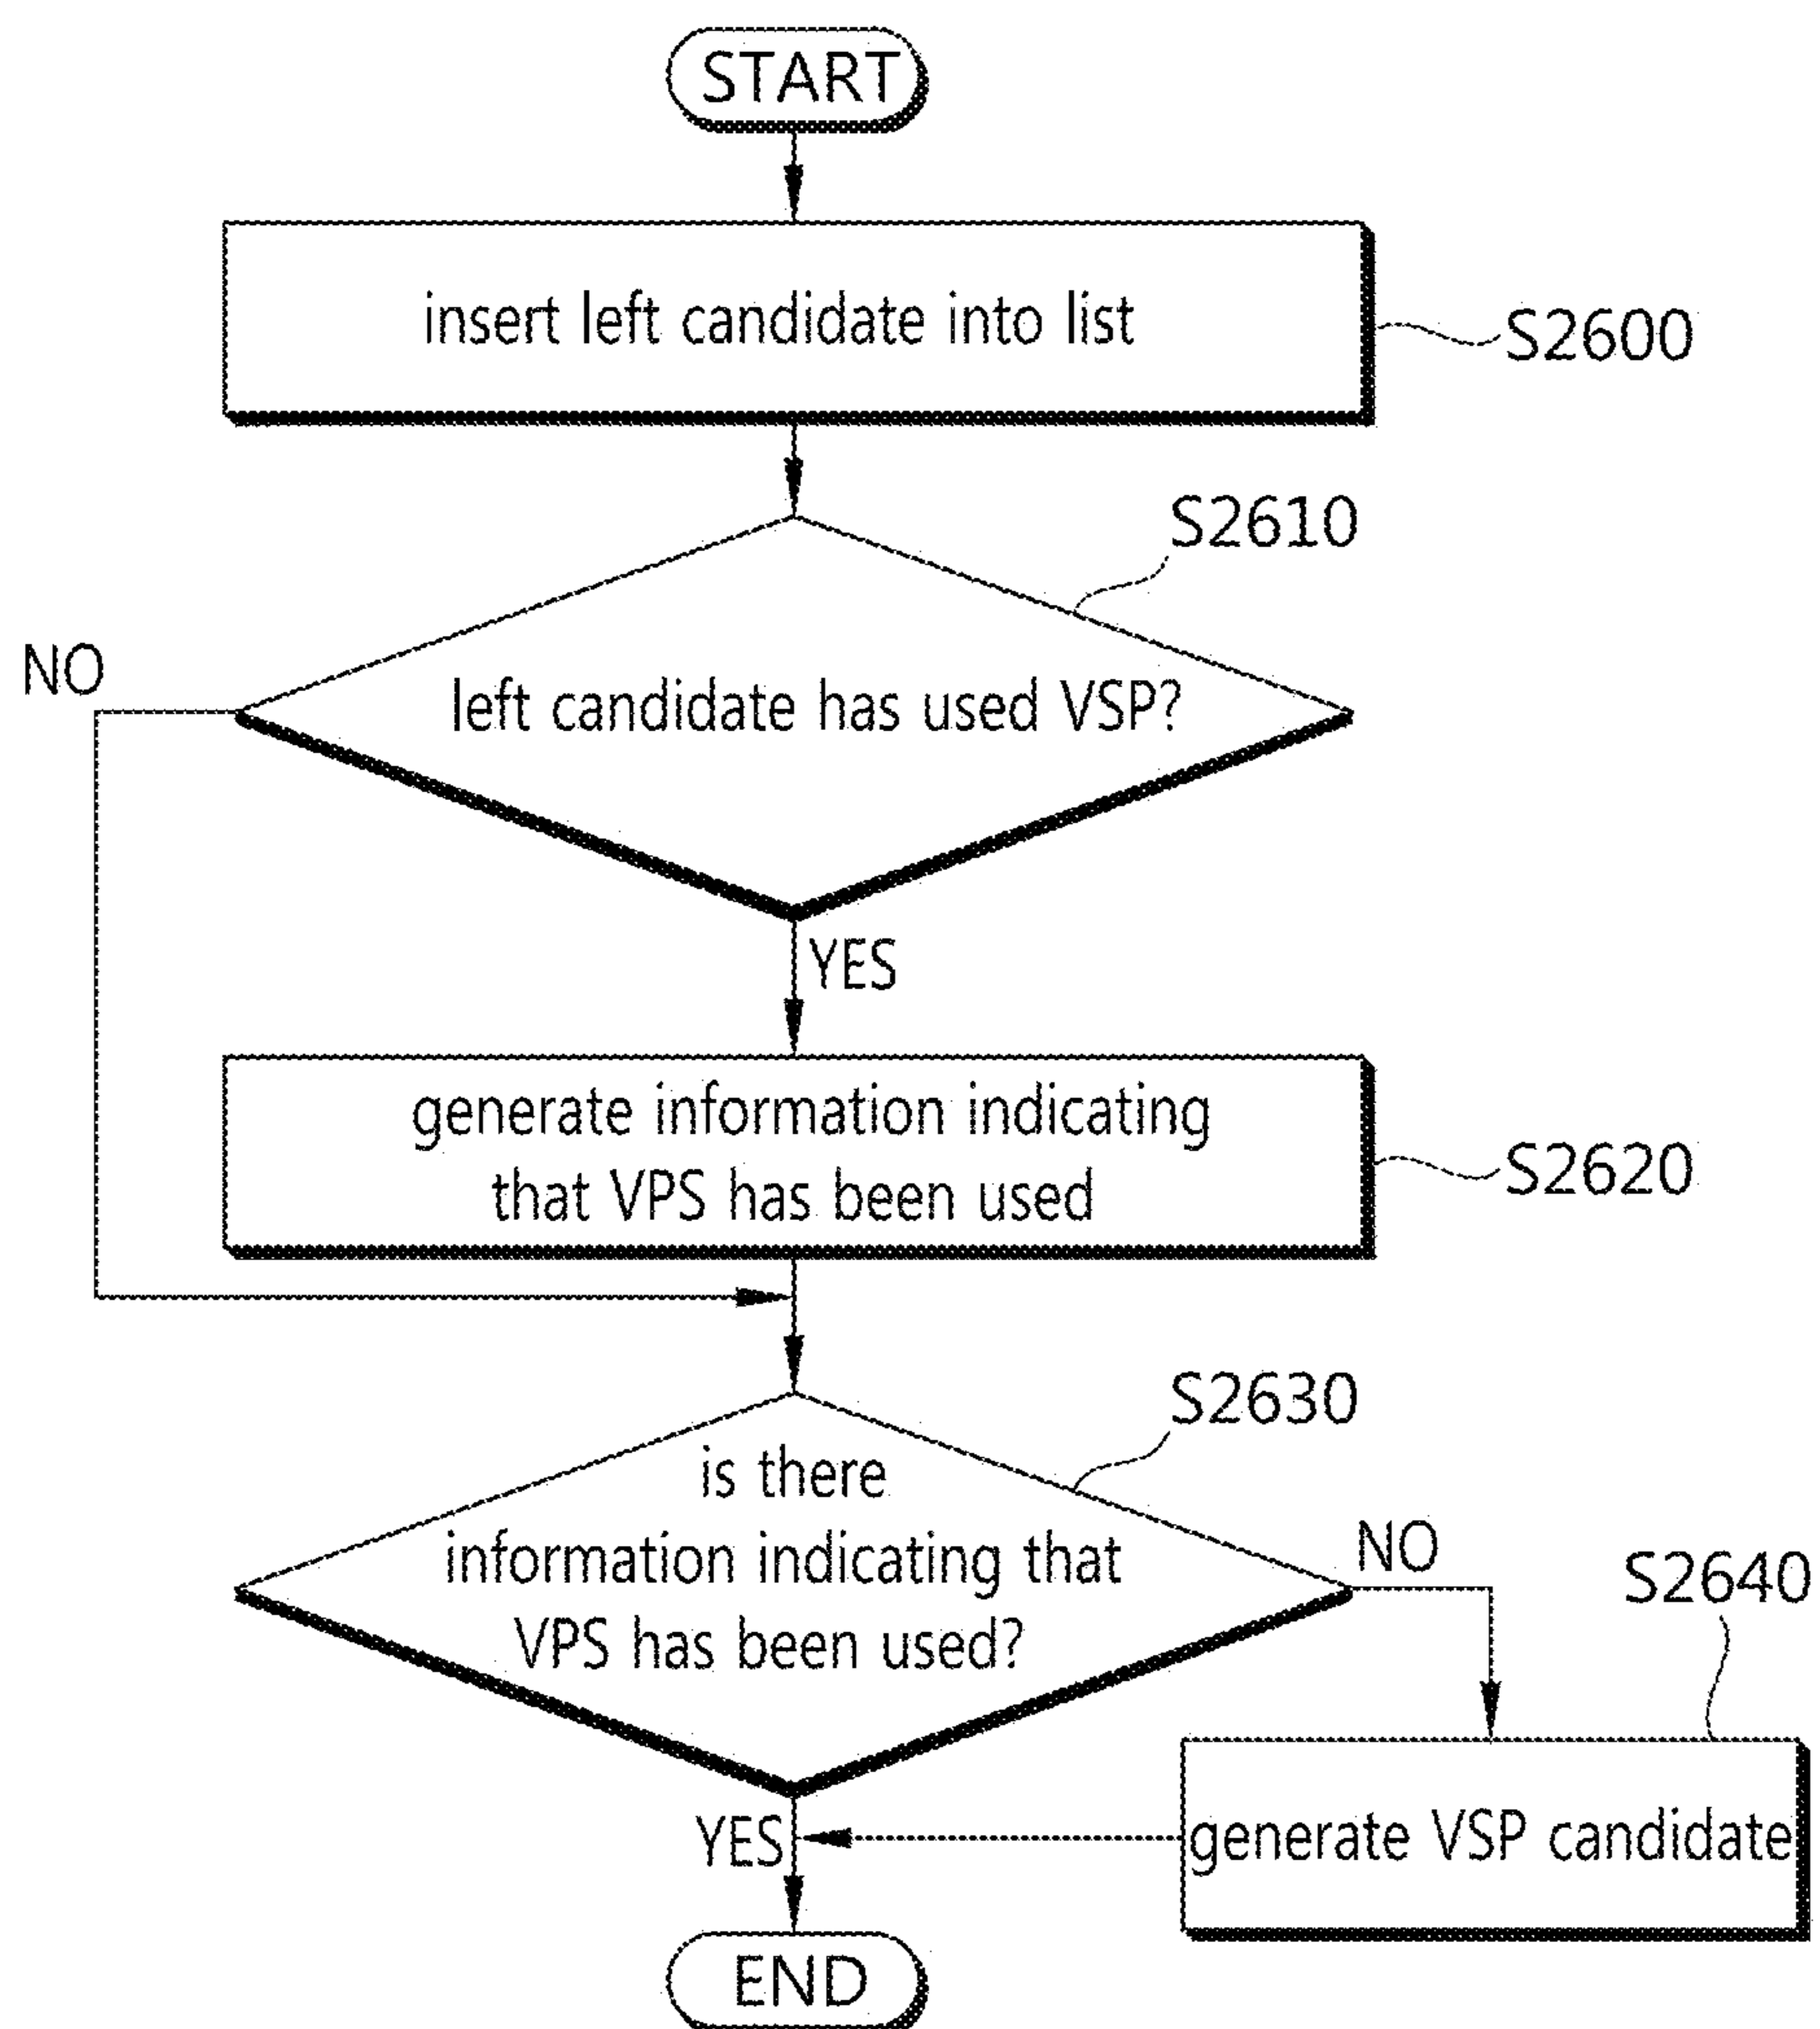 START
insert left candidate into list
S2600
S2610
NO
left candidate has used VSP?
YES
generate information indicating
that VPS has been used
S2620
S2630
is there
information indicating that
VPS has been used?
NO
S2640
YES
generate VSP candidate
END